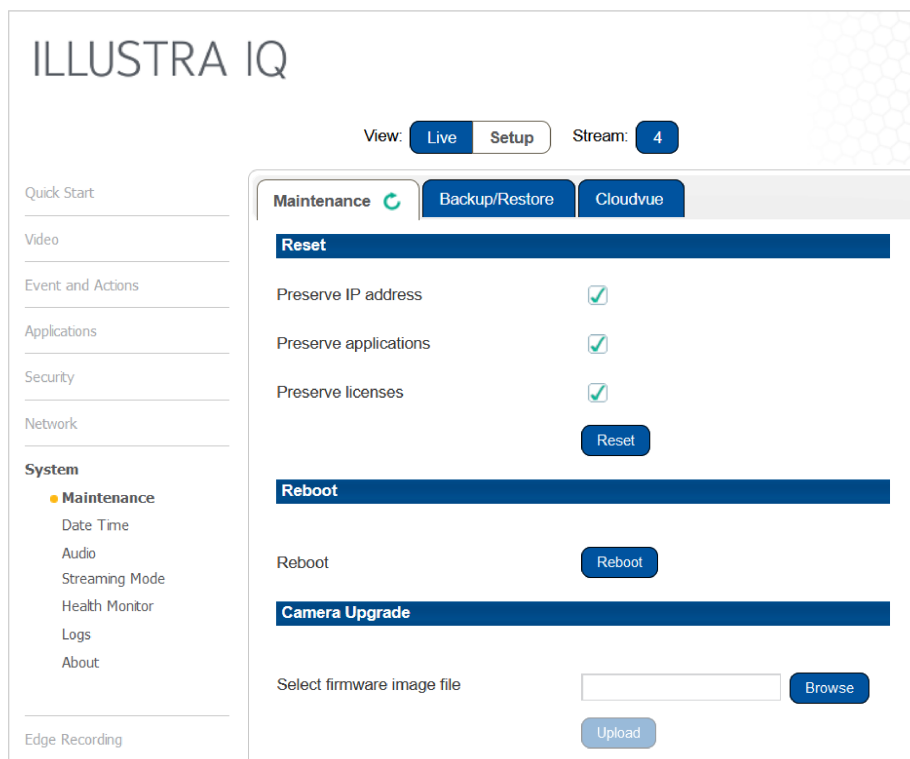 ILLUSTRA IQ
View: Live Setup Stream: 4
Quick Start
Video
Event and Actions
Applications
Security
Network
System
Maintenance
Date Time
Audio
Streaming Mode
Health Monitor
Logs
About
Edge Recording
Maintenance Backup/Restore Cloudvue
Reset
Preserve IP address
Preserve applications
Preserve licenses
Reset
Reboot
Reboot Reboot
Camera Upgrade
Select firmware image file Browse
Upload